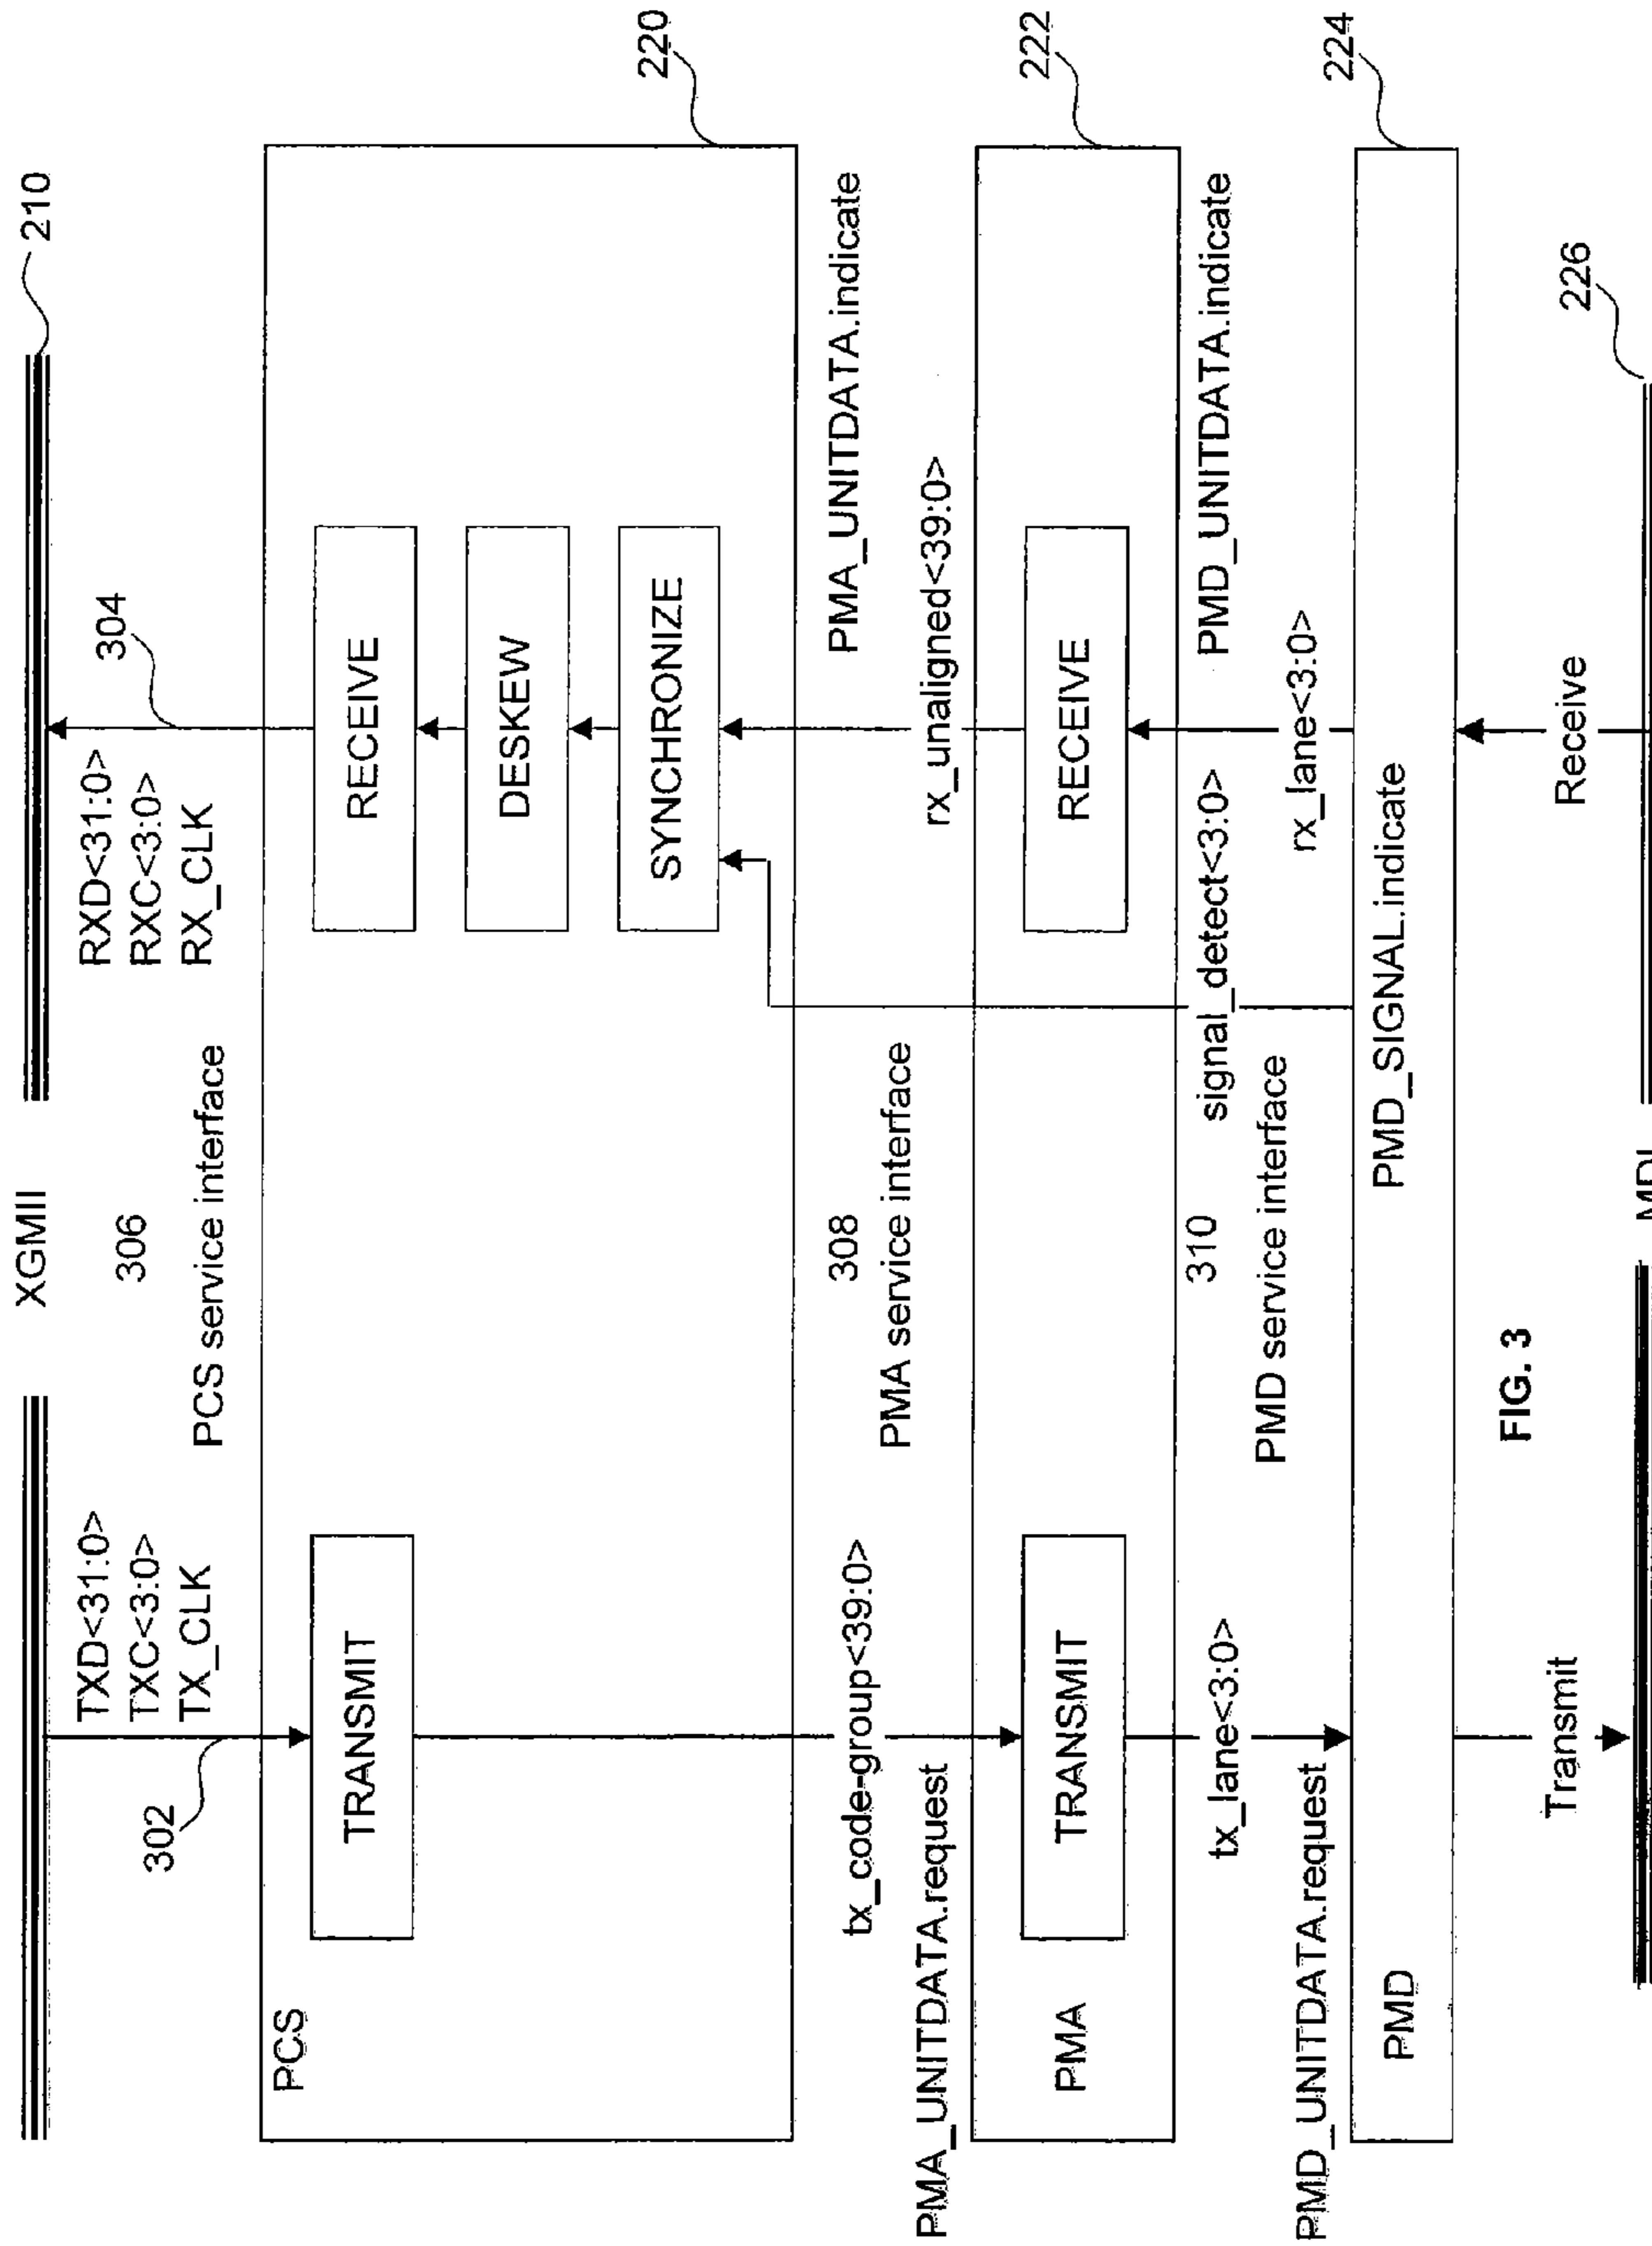 XGMII
210
TXD<31:0>
TXC<3:0>
TX_CLK
302
306
PCS service interface
RXD<31:0>
RXC<3:0>
RX_CLK
304
PCS
220
TRANSMIT
RECEIVE
DESKEW
SYNCHRONIZE
tx_code-group<39:0>
PMA_UNITDATA.request
308
PMA service interface
PMA_UNITDATA.indicate
rx_unaligned<39:0>
PMA
222
TRANSMIT
RECEIVE
tx_lane<3:0>
PMD_UNITDATA.request
310
PMD service interface
signal_detect<3:0>
PMD_UNITDATA.indicate
rx_lane<3:0>
PMD
PMD_SIGNAL.indicate
224
Transmit
FIG. 3
Receive
226
MDI